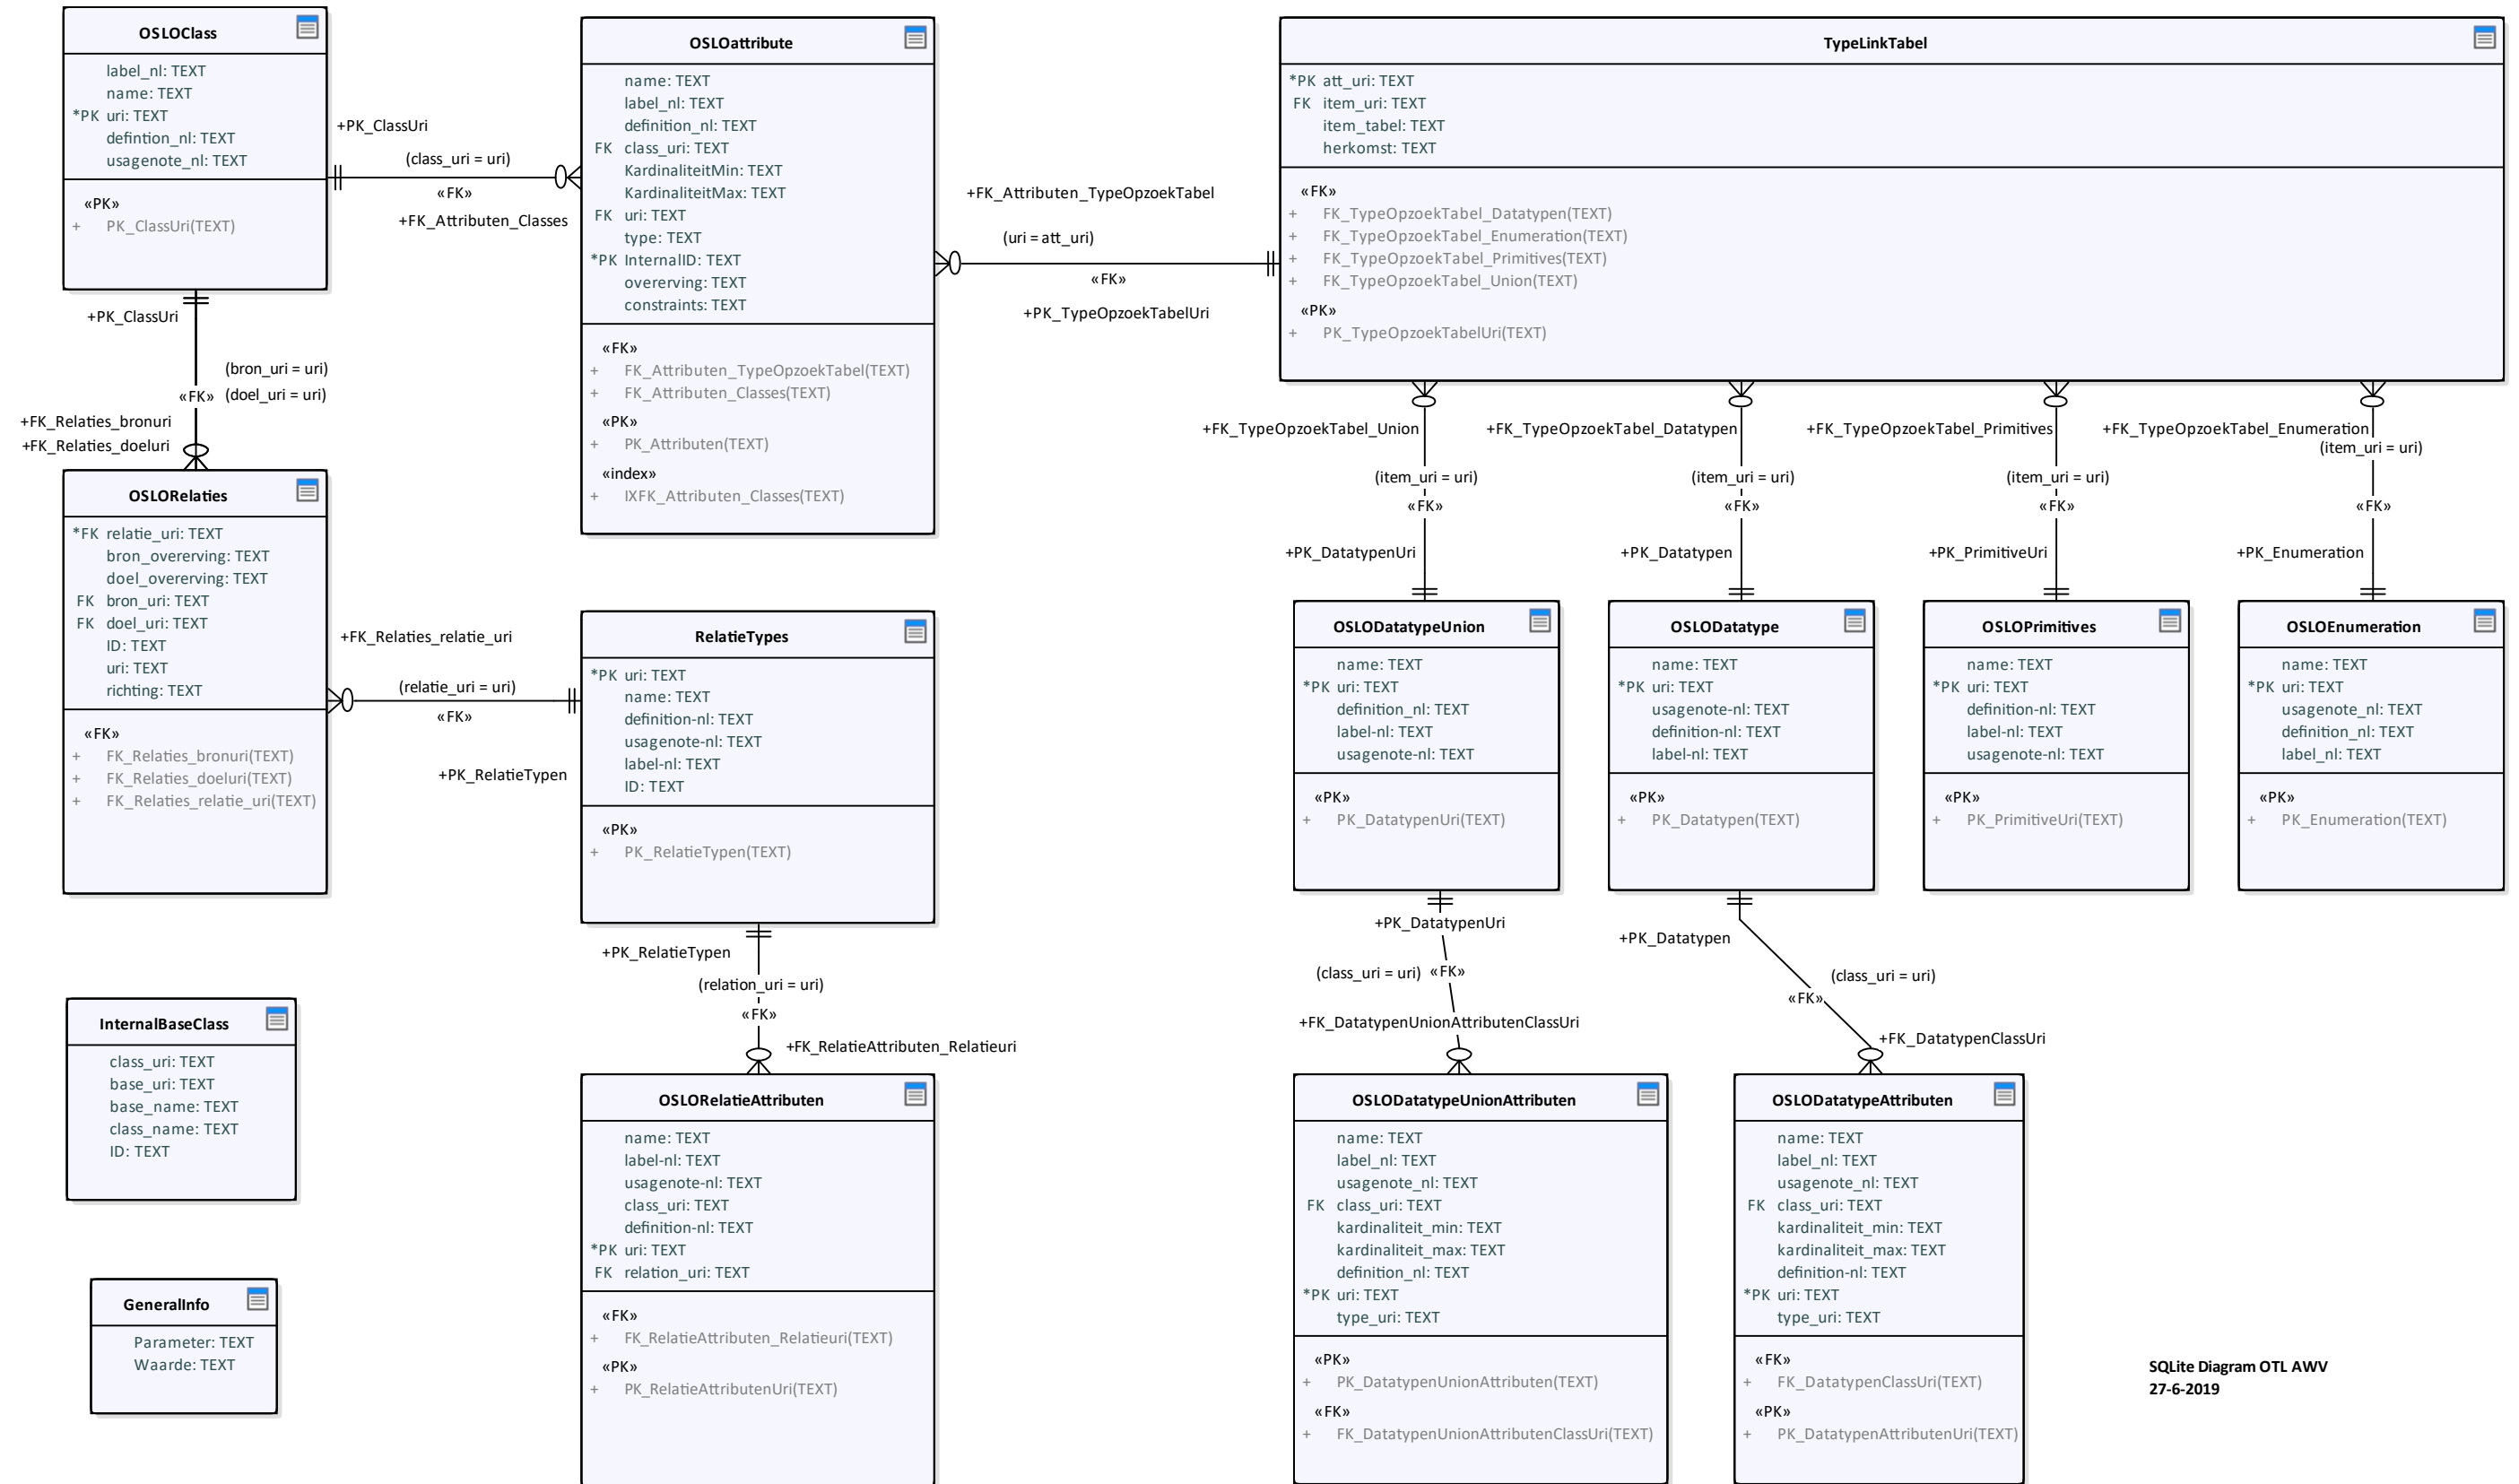 OSLOClass
label_nl: TEXT
name: TEXT
*PK uri: TEXT
defintion_nl: TEXT
usagenote_nl: TEXT
«PK»
+ PK_ClassUri(TEXT)
+PK_ClassUri
(class_uri = uri)
«FK»
+FK_Attributen_Classes
OSLOattribute
name: TEXT
label_nl: TEXT
definition_nl: TEXT
FK class_uri: TEXT
KardinaliteitMin: TEXT
KardinaliteitMax: TEXT
FK uri: TEXT
type: TEXT
*PK InternalID: TEXT
overerving: TEXT
constraints: TEXT
«FK»
+ FK_Attributen_TypeOpzoekTabel(TEXT)
+ FK_Attributen_Classes(TEXT)
«PK»
+ PK_Attributen(TEXT)
«index»
+ IXFK_Attributen_Classes(TEXT)
+FK_Attributen_TypeOpzoekTabel
(uri = att_uri)
«FK»
+PK_TypeOpzoekTabelUri
TypeLinkTabel
*PK att_uri: TEXT
FK item_uri: TEXT
item_tabel: TEXT
herkomst: TEXT
«FK»
+ FK_TypeOpzoekTabel_Datatypen(TEXT)
+ FK_TypeOpzoekTabel_Enumeration(TEXT)
+ FK_TypeOpzoekTabel_Primitives(TEXT)
+ FK_TypeOpzoekTabel_Union(TEXT)
«PK»
+ PK_TypeOpzoekTabelUri(TEXT)
+PK_ClassUri
(bron_uri = uri)
«FK» (doel_uri = uri)
+FK_Relaties_bronuri
+FK_Relaties_doeluri
OSLORelaties
*FK relatie_uri: TEXT
bron_overerving: TEXT
doel_overerving: TEXT
FK bron_uri: TEXT
FK doel_uri: TEXT
ID: TEXT
uri: TEXT
richting: TEXT
«FK»
+ FK_Relaties_bronuri(TEXT)
+ FK_Relaties_doeluri(TEXT)
+ FK_Relaties_relatie_uri(TEXT)
+FK_Relaties_relatie_uri
(relatie_uri = uri)
«FK»
+PK_RelatieTypen
RelatieTypes
*PK uri: TEXT
name: TEXT
definition-nl: TEXT
usagenote-nl: TEXT
label-nl: TEXT
ID: TEXT
«PK»
+ PK_RelatieTypen(TEXT)
+FK_TypeOpzoekTabel_Union
(item_uri = uri)
«FK»
+PK_DatatypenUri
+FK_TypeOpzoekTabel_Datatypen
(item_uri = uri)
«FK»
+PK_Datatypen
+FK_TypeOpzoekTabel_Primitives
(item_uri = uri)
«FK»
+PK_PrimitiveUri
+FK_TypeOpzoekTabel_Enumeration
(item_uri = uri)
«FK»
+PK_Enumeration
OSLODatatypeUnion
name: TEXT
*PK uri: TEXT
definition_nl: TEXT
label-nl: TEXT
usagenote-nl: TEXT
«PK»
+ PK_DatatypenUri(TEXT)
OSLODatatype
name: TEXT
*PK uri: TEXT
usagenote-nl: TEXT
definition-nl: TEXT
label-nl: TEXT
«PK»
+ PK_Datatypen(TEXT)
OSLOPrimitives
name: TEXT
*PK uri: TEXT
definition-nl: TEXT
label-nl: TEXT
usagenote-nl: TEXT
«PK»
+ PK_PrimitiveUri(TEXT)
OSLOEnumeration
name: TEXT
*PK uri: TEXT
usagenote_nl: TEXT
definition_nl: TEXT
label_nl: TEXT
«PK»
+ PK_Enumeration(TEXT)
+PK_RelatieTypen
(relation_uri = uri)
«FK»
+FK_RelatieAttributen_Relatieuri
+PK_DatatypenUri
(class_uri = uri) «FK»
+FK_DatatypenUnionAttributenClassUri
+PK_Datatypen
(class_uri = uri)
«FK»
+FK_DatatypenClassUri
InternalBaseClass
class_uri: TEXT
base_uri: TEXT
base_name: TEXT
class_name: TEXT
ID: TEXT
GeneralInfo
Parameter: TEXT
Waarde: TEXT
OSLORelatieAttributen
name: TEXT
label-nl: TEXT
usagenote-nl: TEXT
class_uri: TEXT
definition-nl: TEXT
*PK uri: TEXT
FK relation_uri: TEXT
«FK»
+ FK_RelatieAttributen_Relatieuri(TEXT)
«PK»
+ PK_RelatieAttributenUri(TEXT)
OSLODatatypeUnionAttributen
name: TEXT
label_nl: TEXT
usagenote_nl: TEXT
FK class_uri: TEXT
kardinaliteit_min: TEXT
kardinaliteit_max: TEXT
definition_nl: TEXT
*PK uri: TEXT
type_uri: TEXT
«PK»
+ PK_DatatypenUnionAttributen(TEXT)
«FK»
+ FK_DatatypenUnionAttributenClassUri(TEXT)
OSLODatatypeAttributen
name: TEXT
label_nl: TEXT
usagenote_nl: TEXT
FK class_uri: TEXT
kardinaliteit_min: TEXT
kardinaliteit_max: TEXT
definition-nl: TEXT
*PK uri: TEXT
type_uri: TEXT
«FK»
+ FK_DatatypenClassUri(TEXT)
«PK»
+ PK_DatatypenAttributenUri(TEXT)
SQLite Diagram OTL AWV
27-6-2019